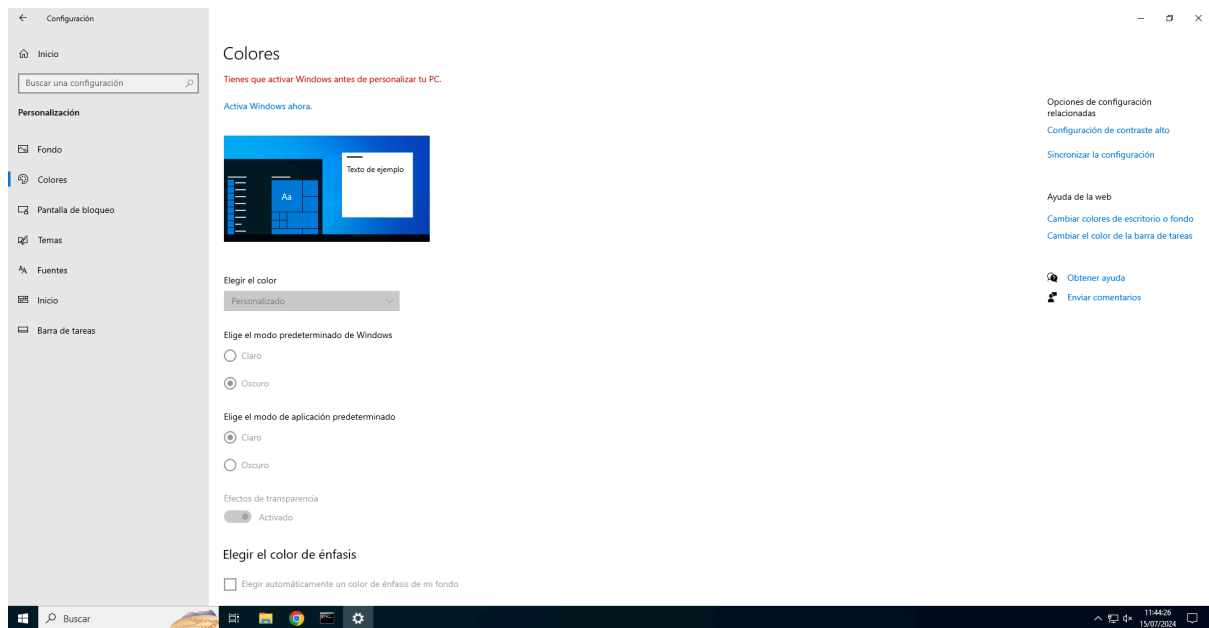 Configuración
Inicio
Buscar una configuración
Personalización
Fondo
Colores
Pantalla de bloqueo
Temas
Fuentes
Inicio
Barra de tareas
Colores
Tienes que activar Windows antes de personalizar tu PC.
Activa Windows ahora.
Texto de ejemplo
Aa
Elegir el color
Personalizado
Elige el modo predeterminado de Windows
Claro
Oscuro
Elige el modo de aplicación predeterminado
Claro
Oscuro
Efectos de transparencia
Activado
Elegir el color de énfasis
Elegir automáticamente un color de énfasis de mi fondo
Opciones de configuración
relacionadas
Configuración de contraste alto
Sincronizar la configuración
Ayuda de la web
Cambiar colores de escritorio o fondo
Cambiar el color de la barra de tareas
Obtener ayuda
Enviar comentarios
Buscar
11:44:26
15/07/2024